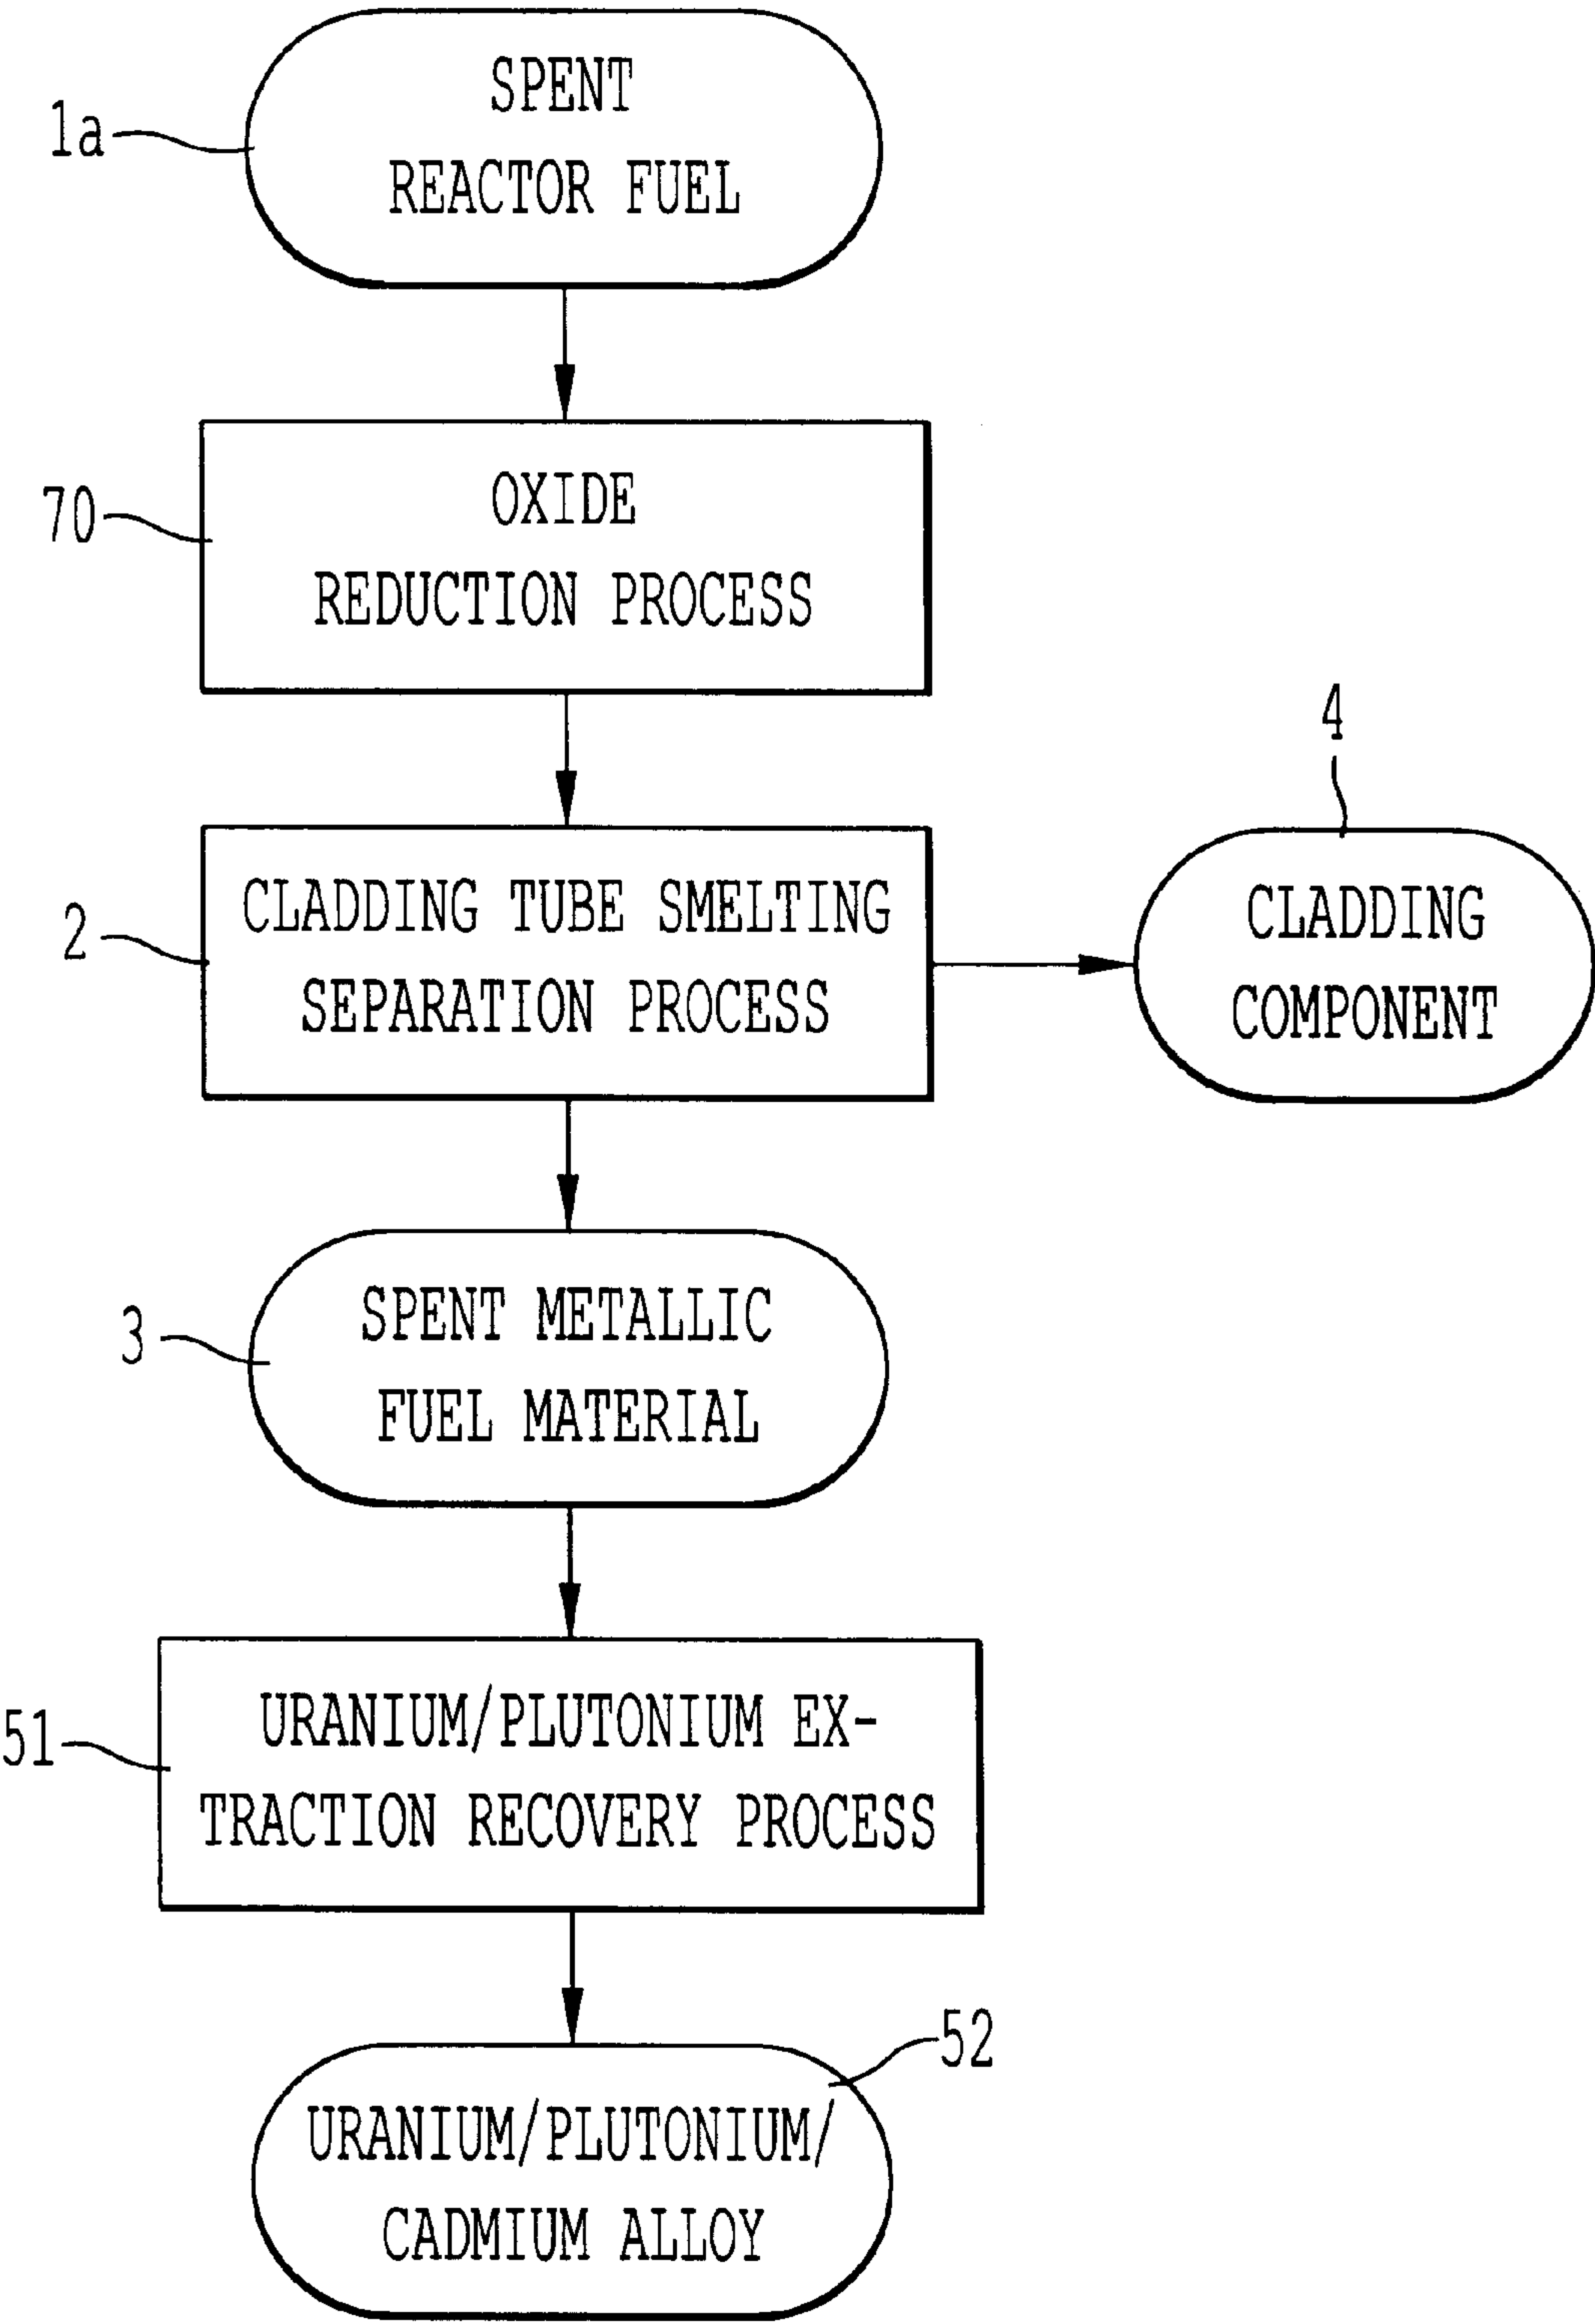 1a
SPENT
REACTOR FUEL
70
OXIDE
REDUCTION PROCESS
2
CLADDING TUBE SMELTING
SEPARATION PROCESS
4
CLADDING
COMPONENT
3
SPENT METALLIC
FUEL MATERIAL
51
URANIUM/PLUTONIUM EX-
TRACTION RECOVERY PROCESS
52
URANIUM/PLUTONIUM/
CADMIUM ALLOY